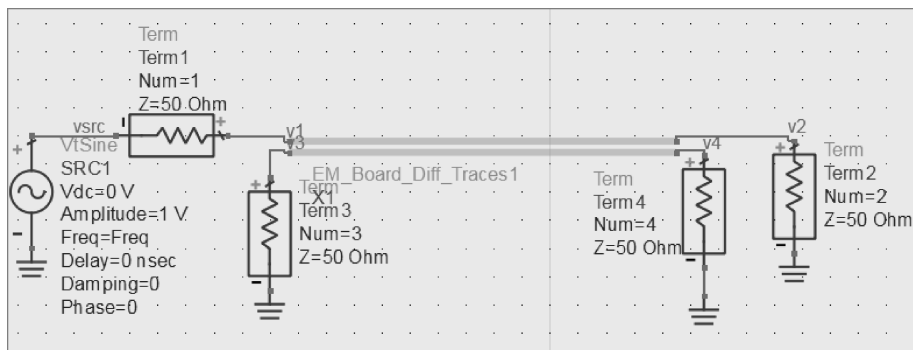 Term
Term1
Num=1
Z=50 Ohm
vsrc
VtSine
SRC1
Vdc=0 V
Amplitude=1 V
Freq=Freq
Delay=0 nsec
Damping=0
Phase=0
v1
v3
EM_Board_Diff_Traces1
X1
Term
Term3
Num=3
Z=50 Ohm
v4
Term
Term4
Num=4
Z=50 Ohm
v2
Term
Term2
Num=2
Z=50 Ohm